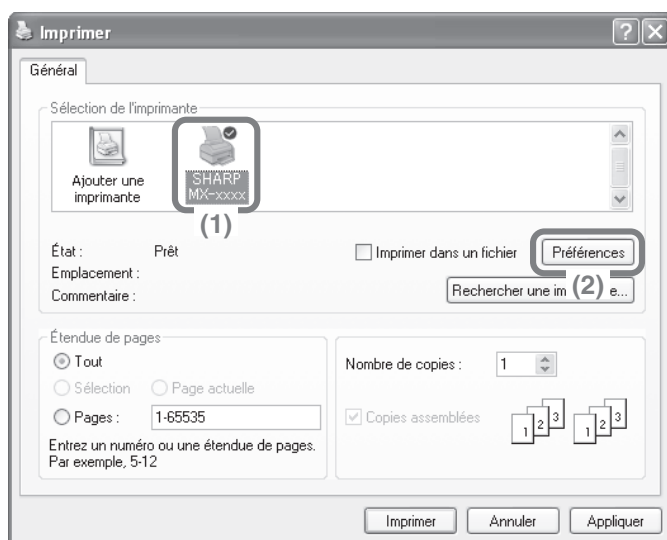 Imprimer
Général
Sélection de l'imprimante
Ajouter une
imprimante
SHARP
MX-xxxx
(1)
État : Prêt
Emplacement :
Commentaire :
Imprimer dans un fichier
Préférences
(2)
Rechercher une im e...
Étendue de pages
Tout
Sélection Page actuelle
Pages : 1-65535
Entrez un numéro ou une étendue de pages.
Par exemple, 5-12
Nombre de copies : 1
Copies assemblées
1 2 3 1 2 3
Imprimer Annuler Appliquer